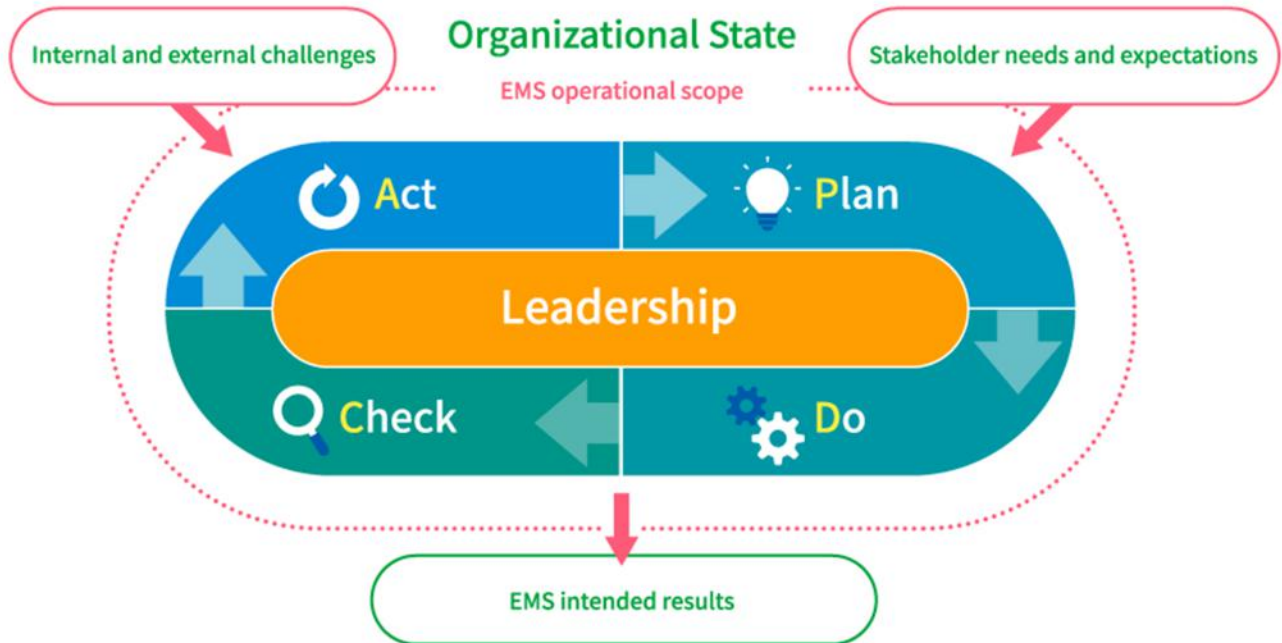 Organizational State
Internal and external challenges
Stakeholder needs and expectations
EMS operational scope
Act
Plan
Leadership
Check
Do
EMS intended results